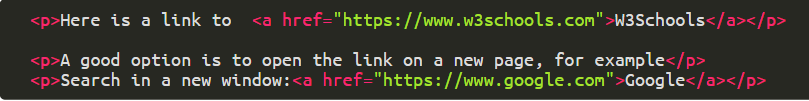 <p>Here is a link to  <a href="https://www.w3schools.com">W3Schools</a></p>
<p>A good option is to open the link on a new page, for example</p>
<p>Search in a new window:<a href="https://www.google.com">Google</a></p>